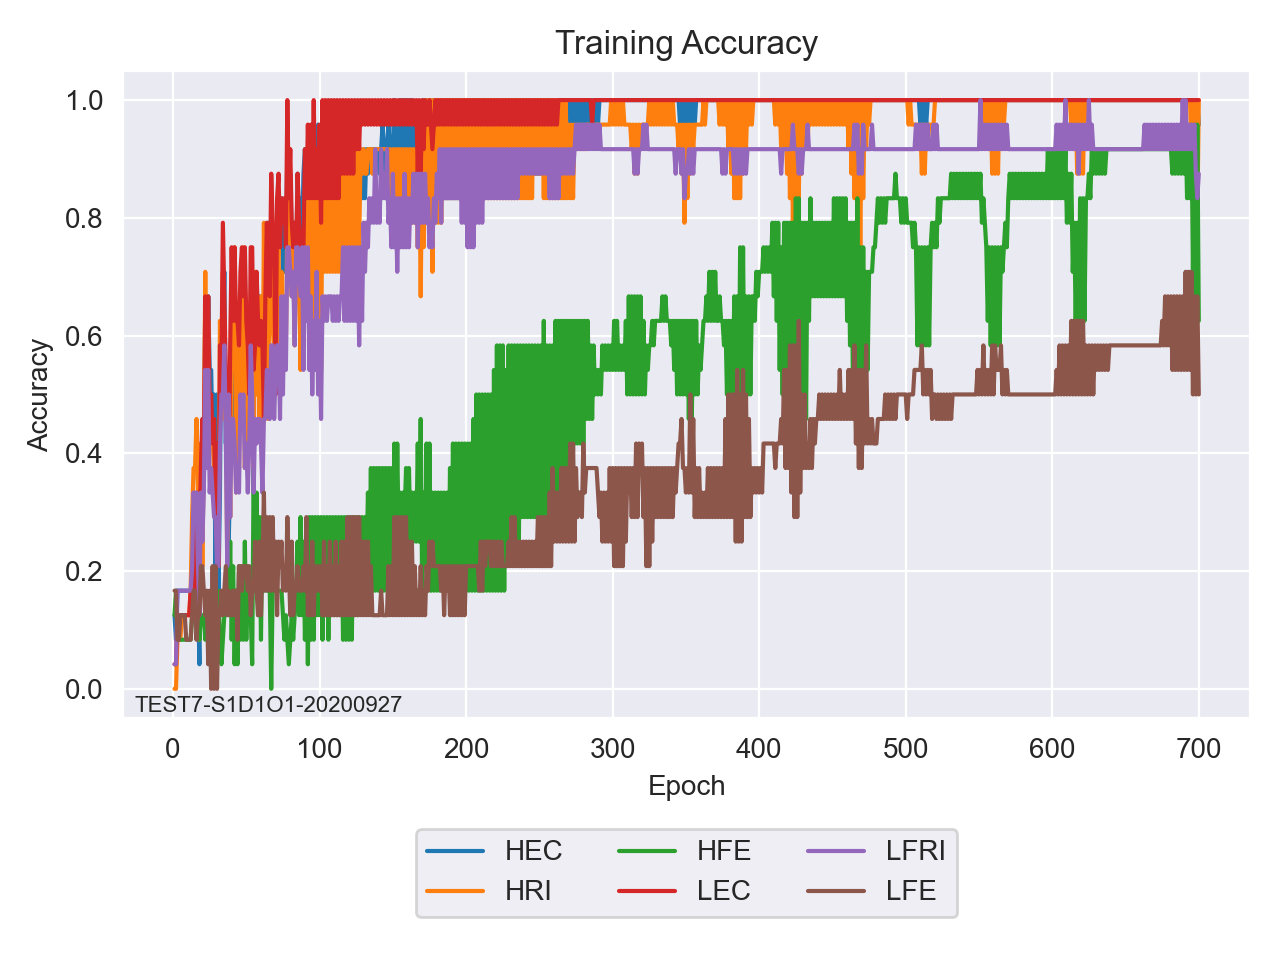 Training Accuracy
1.0
0.8
0.6
0.4
0.2
0.0
Accuracy
TEST7-S1D1O1-20200927
0 100 200 300 400 500 600 700
Epoch
HEC HFE LFRI
HRI LEC LFE